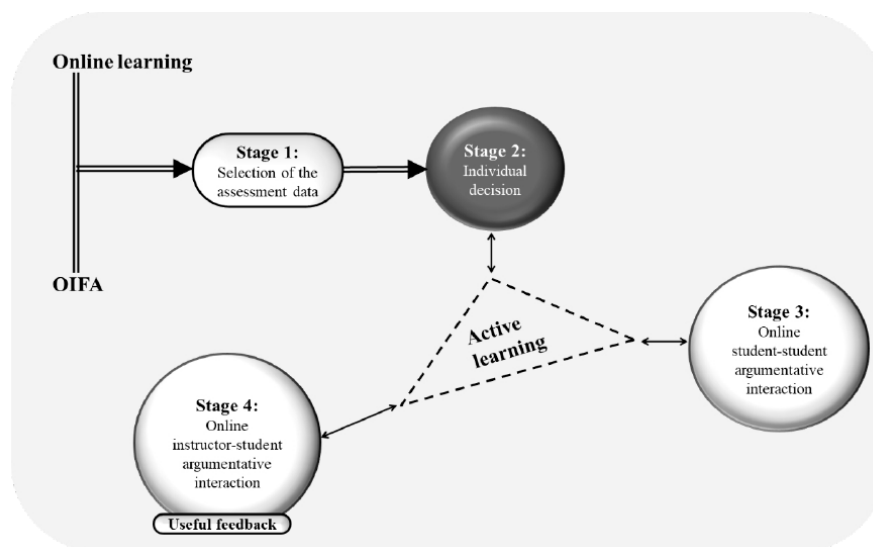 Online learning
Stage 1:
Selection of the
assessment data
Stage 2:
Individual
decision
OIFA
Active
learning
Stage 3:
Online
student-student
argumentative
interaction
Stage 4:
Online
instructor-student
argumentative
interaction
Useful feedback